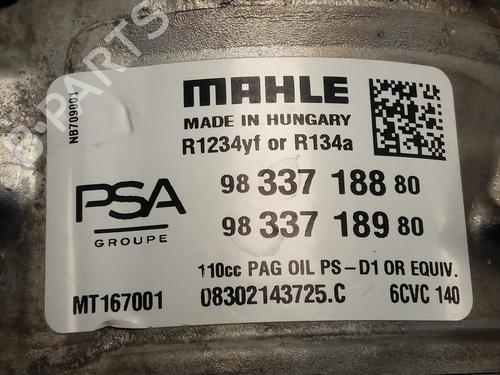 B-PARTS
NB709001
MAHLE
MADE IN HUNGARY
R1234yf or R134a
98 337 188 80
98 337 189 80
PSA
GROUPE
110cc PAG OIL PS-D1 OR EQUIV.
MT167001 08302143725.C 6CVC 140